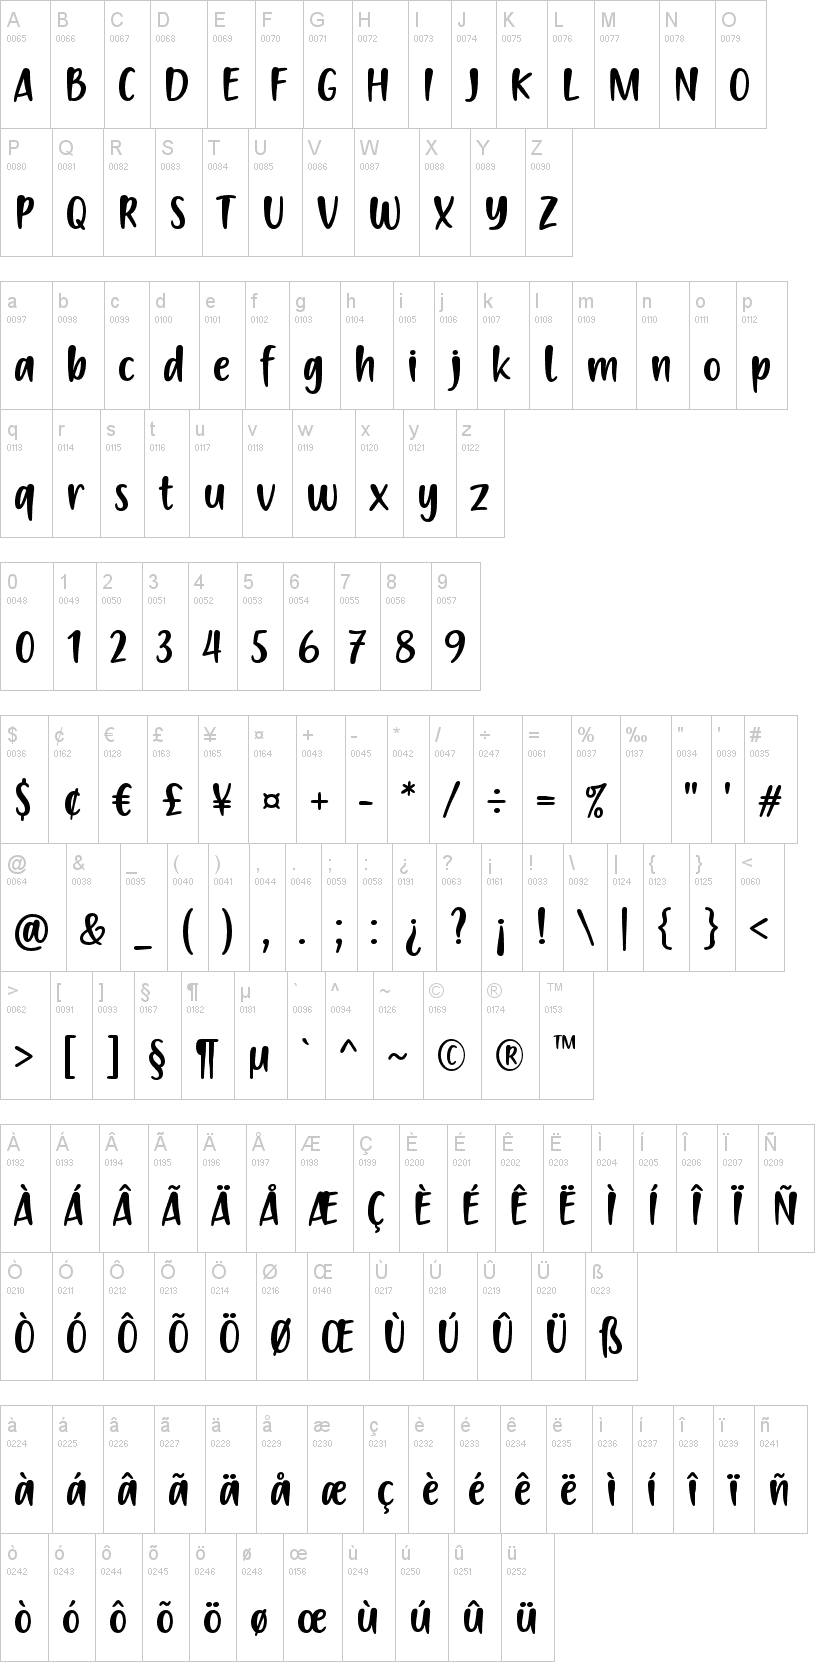 A B C D E F G H I J K L M N O
0065 0066 0067 0068 0069 0070 0071 0072 0073 0074 0075 0076 0077 0078 0079
A B C D E F G H I J K L M N O
P Q R S T U V W X Y Z
0080 0081 0082 0083 0084 0085 0086 0087 0088 0089 0090
P Q R S T U V W X Y Z
a b c d e f g h i j k l m n o p
0097 0098 0099 0100 0101 0102 0103 0104 0105 0106 0107 0108 0109 0110 0111 0112
a b c d e f g h i j k l m n o p
q r s t u v w x y z
0113 0114 0115 0116 0117 0118 0119 0120 0121 0122
q r s t u v w x y z
0 1 2 3 4 5 6 7 8 9
0048 0049 0050 0051 0052 0053 0054 0055 0056 0057
0 1 2 3 4 5 6 7 8 9
$ ¢ € £ ¥ ¤ + - * / ÷ = % ‰ " ' #
0036 0162 0128 0163 0165 0164 0043 0045 0042 0047 0247 0061 0037 0137 0034 0039 0035
$ ¢ € £ ¥ ¤ + - * / ÷ = % " ' #
@ & _ ( ) , . ; : ¿ ? ¡ ! \ | { } <
0064 0038 0095 0040 0041 0044 0046 0059 0058 0191 0063 0161 0033 0092 0124 0123 0125 0060
@ & _ ( ) , . ; : ¿ ? ¡ ! \ | { } <
> [ ] § ¶ µ ` ^ ~ © ® ™
0062 0091 0093 0167 0182 0181 0096 0094 0126 0169 0174 0153
> [ ] § ¶ µ ` ^ ~ © ® ™
À Á Â Ã Ä Å Æ Ç È É Ê Ë Ì Í Î Ï Ñ
0192 0193 0194 0195 0196 0197 0198 0199 0200 0201 0202 0203 0204 0205 0206 0207 0209
À Á Â Ã Ä Å Æ Ç È É Ê Ë Ì Í Î Ï Ñ
Ò Ó Ô Õ Ö Ø Œ Ù Ú Û Ü ß
0210 0211 0212 0213 0214 0216 0140 0217 0218 0219 0220 0223
Ò Ó Ô Õ Ö Ø Œ Ù Ú Û Ü ß
à á â ã ä å æ ç è é ê ë ì í î ï ñ
0224 0225 0226 0227 0228 0229 0230 0231 0232 0233 0234 0235 0236 0237 0238 0239 0241
à á â ã ä å æ ç è é ê ë ì í î ï ñ
ò ó ô õ ö ø œ ù ú û ü
0242 0243 0244 0245 0246 0248 0156 0249 0250 0251 0252
ò ó ô õ ö ø œ ù ú û ü